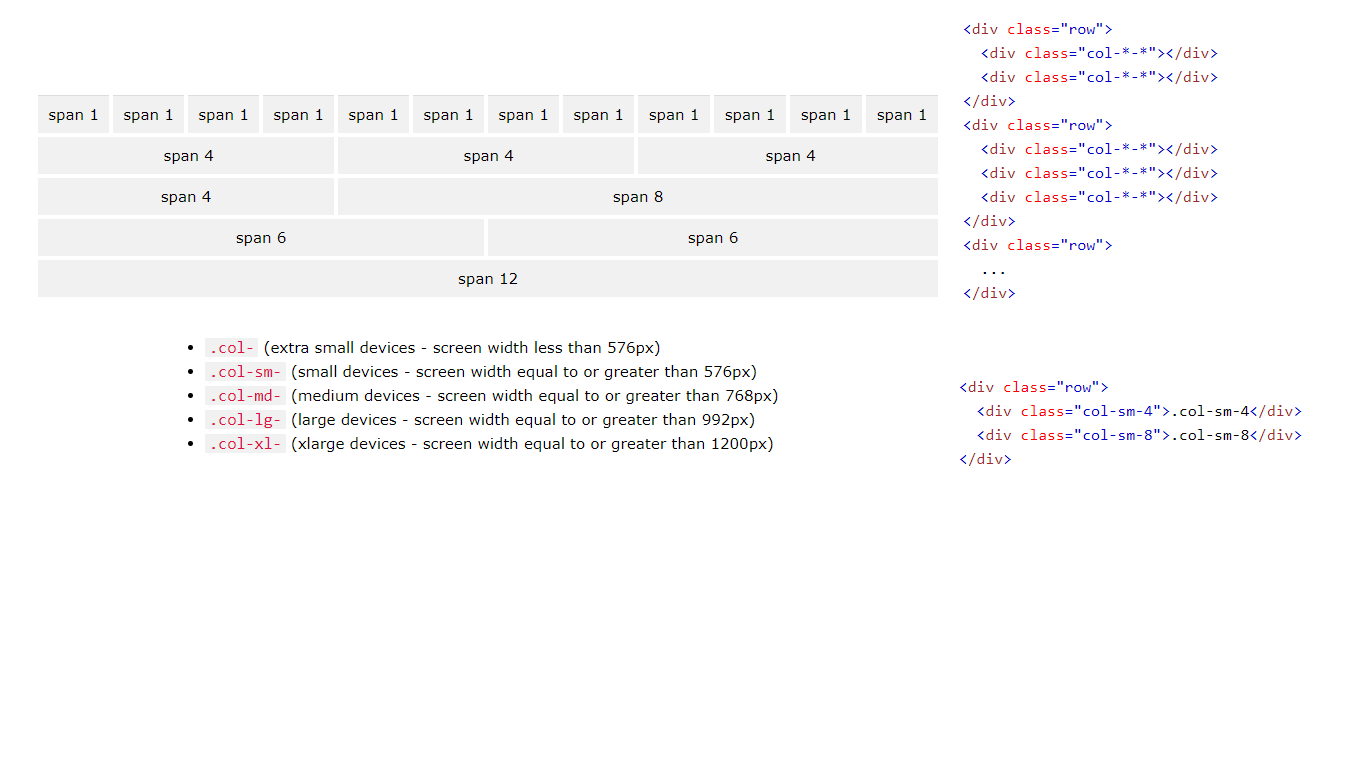 span 1 span 1 span 1 span 1 span 1 span 1 span 1 span 1 span 1 span 1 span 1 span 1
span 4 span 4 span 4
span 4 span 8
span 6 span 6
span 12
• .col- (extra small devices - screen width less than 576px)
• .col-sm- (small devices - screen width equal to or greater than 576px)
• .col-md- (medium devices - screen width equal to or greater than 768px)
• .col-lg- (large devices - screen width equal to or greater than 992px)
• .col-xl- (xlarge devices - screen width equal to or greater than 1200px)
<div class="row">
  <div class="col-*-*"></div>
  <div class="col-*-*"></div>
</div>
<div class="row">
  <div class="col-*-*"></div>
  <div class="col-*-*"></div>
  <div class="col-*-*"></div>
</div>
<div class="row">
  ...
</div>
<div class="row">
  <div class="col-sm-4">.col-sm-4</div>
  <div class="col-sm-8">.col-sm-8</div>
</div>